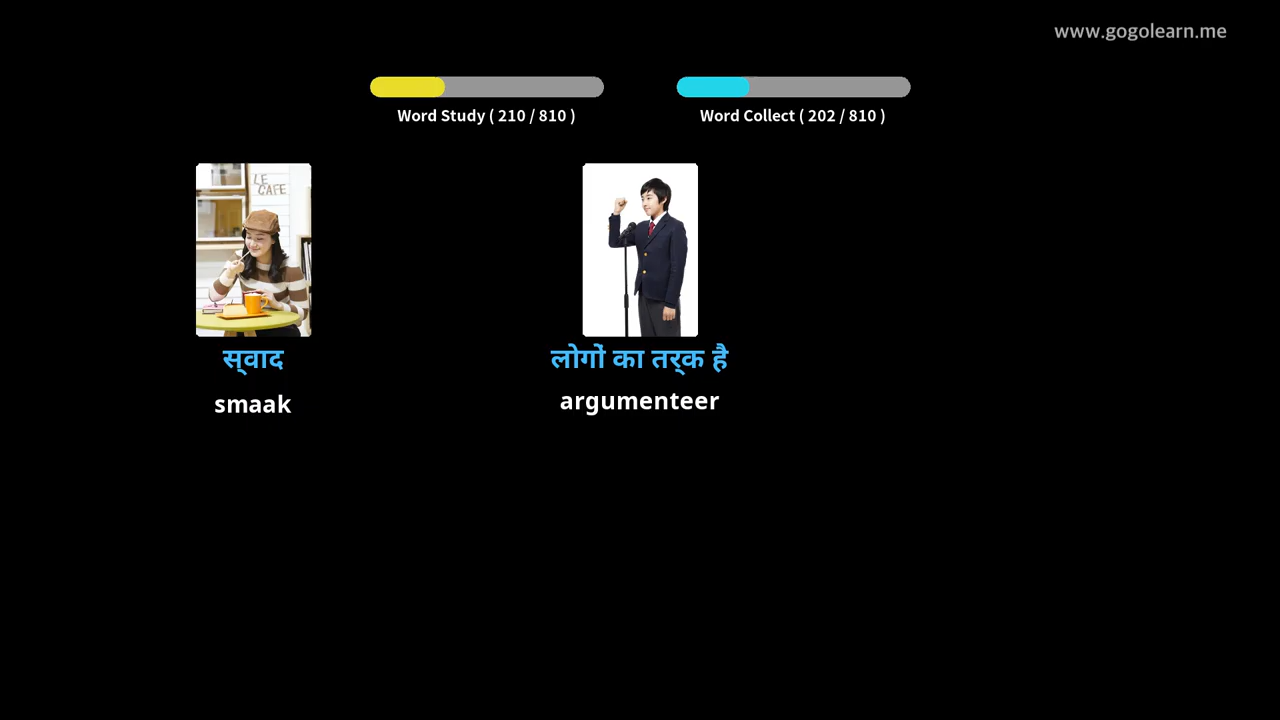 www.gogolearn.me
Word Study ( 210 / 810 )
Word Collect ( 202 / 810 )
LE CAFE
स्वाद
smaak
लोगों का तर्क है
argumenteer